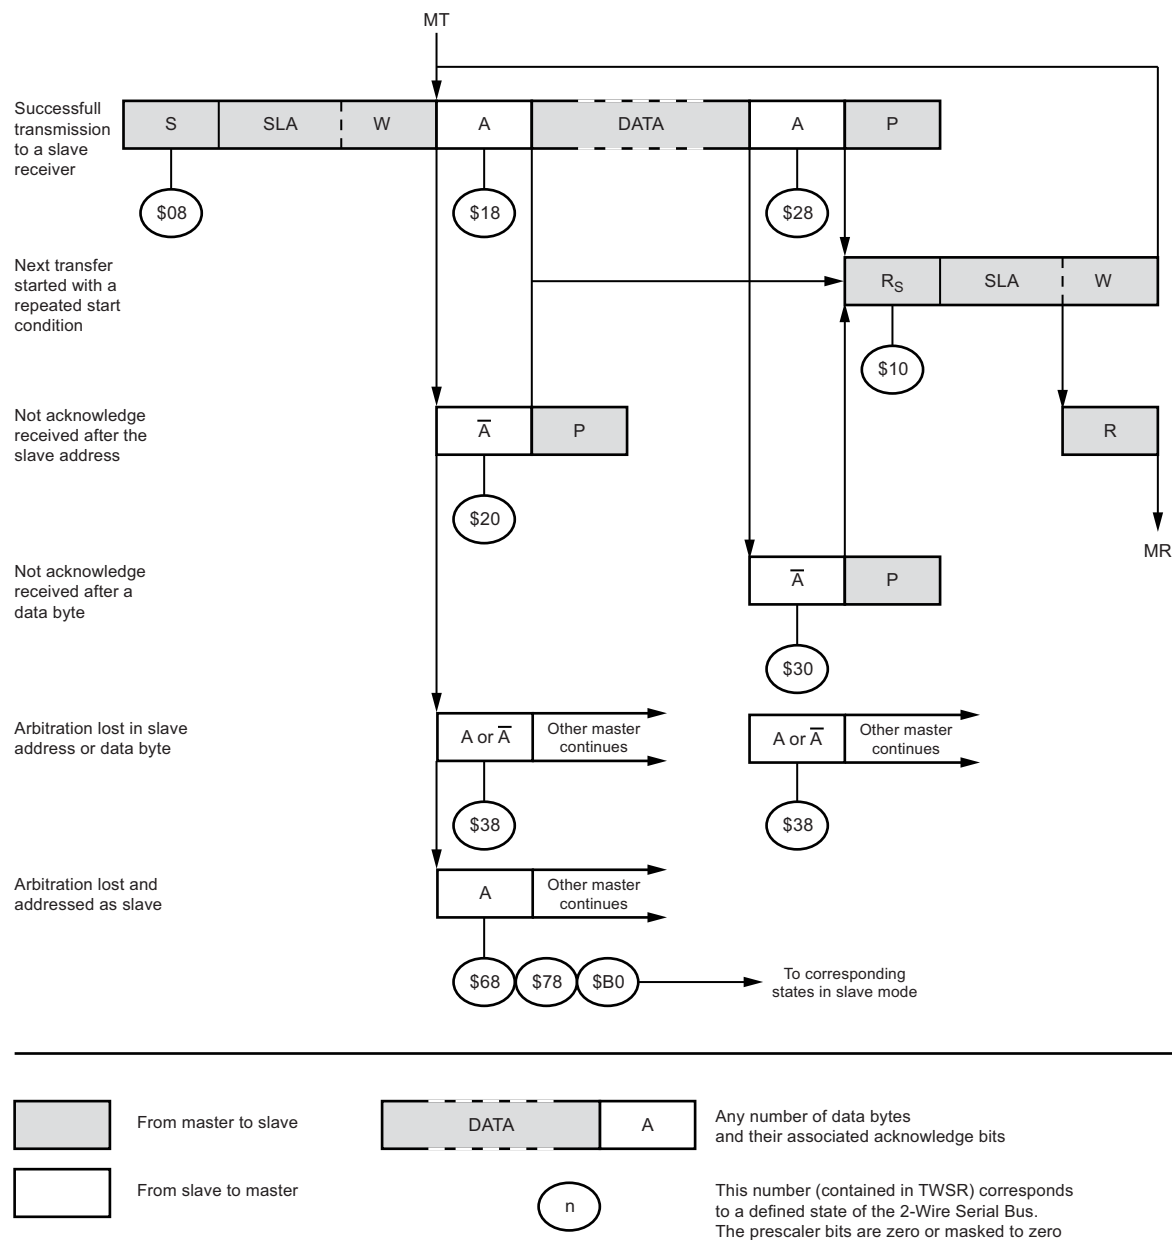 MT
Successfull
transmission
to a slave
receiver
S SLA W A DATA A P
$08 $18 $28
Next transfer
started with a
repeated start
condition
RS SLA W
$10
Not acknowledge
received after the
slave address
A̅ P R
$20
MR
Not acknowledge
received after a
data byte
A̅ P
$30
Arbitration lost in slave
address or data byte
A or A̅ Other master
continues
A or A̅ Other master
continues
$38 $38
Arbitration lost and
addressed as slave
A Other master
continues
$68 $78 $B0 To corresponding
states in slave mode
From master to slave
DATA A Any number of data bytes
and their associated acknowledge bits
From slave to master
n This number (contained in TWSR) corresponds
to a defined state of the 2-Wire Serial Bus.
The prescaler bits are zero or masked to zero